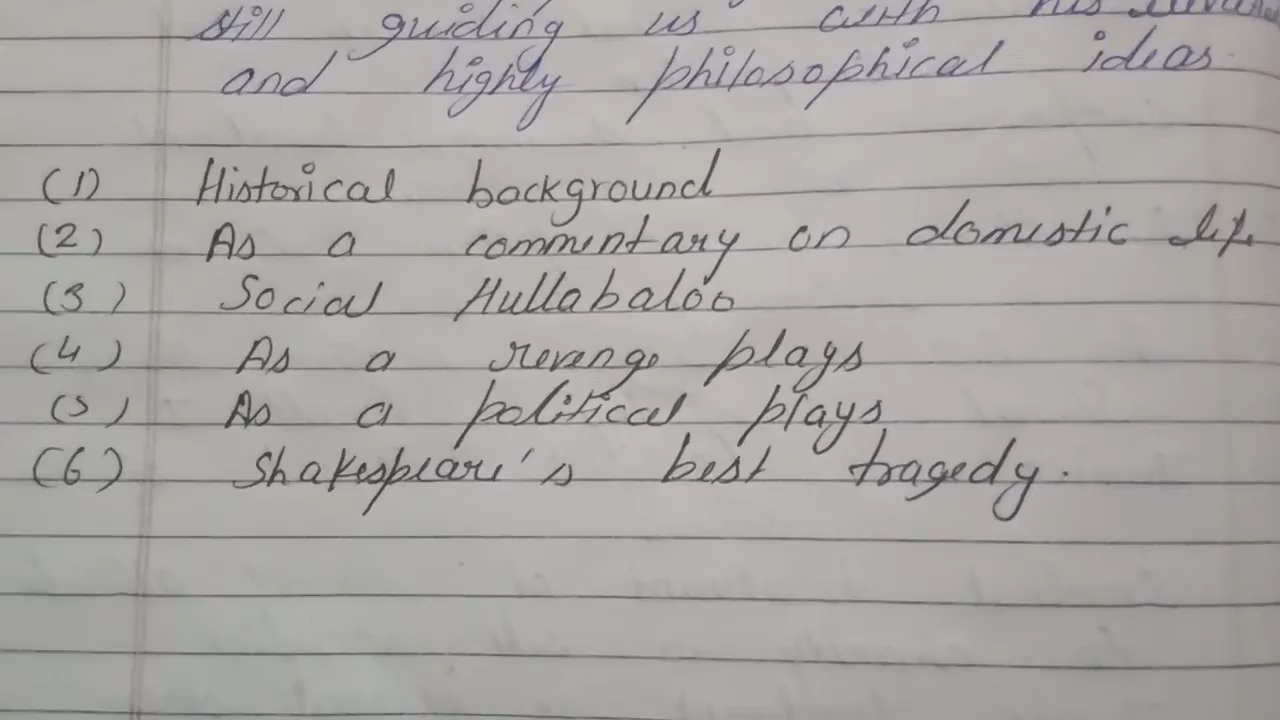 still guiding us with his
and highly philosophical ideas.
(1) Historical background
(2) As a commentary on domestic life
(3) Social Hullabaloo
(4) As a revenge plays
(5) As a political plays
(6) Shakespeare's best tragedy.